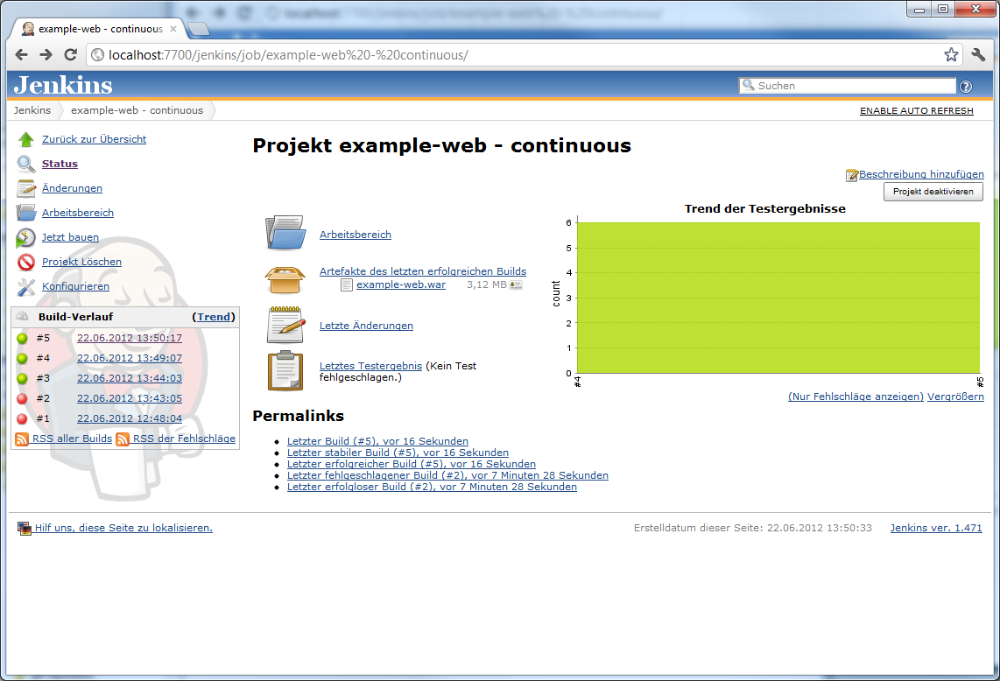 example-web - continuous
localhost:7700/jenkins/job/example-web%20-%20continuous/
Jenkins
Suchen
Jenkins
example-web - continuous
ENABLE AUTO REFRESH
Zurück zur Übersicht
Status
Änderungen
Arbeitsbereich
Jetzt bauen
Projekt Löschen
Konfigurieren
Build-Verlauf (Trend)
#5 22.06.2012 13:50:17
#4 22.06.2012 13:49:07
#3 22.06.2012 13:44:03
#2 22.06.2012 13:43:05
#1 22.06.2012 12:48:04
RSS aller Builds RSS der Fehlschläge
Projekt example-web - continuous
Beschreibung hinzufügen
Projekt deaktivieren
Arbeitsbereich
Artefakte des letzten erfolgreichen Builds
example-web.war 3,12 MB
Letzte Änderungen
Letztes Testergebnis (Kein Test
fehlgeschlagen.)
Trend der Testergebnisse
count
6
5
4
3
2
1
0
#4
#5
(Nur Fehlschläge anzeigen) Vergrößern
Permalinks
Letzter Build (#5), vor 16 Sekunden
Letzter stabiler Build (#5), vor 16 Sekunden
Letzter erfolgreicher Build (#5), vor 16 Sekunden
Letzter fehlgeschlagener Build (#2), vor 7 Minuten 28 Sekunden
Letzter erfolgloser Build (#2), vor 7 Minuten 28 Sekunden
Hilf uns, diese Seite zu lokalisieren.
Erstelldatum dieser Seite: 22.06.2012 13:50:33
Jenkins ver. 1.471